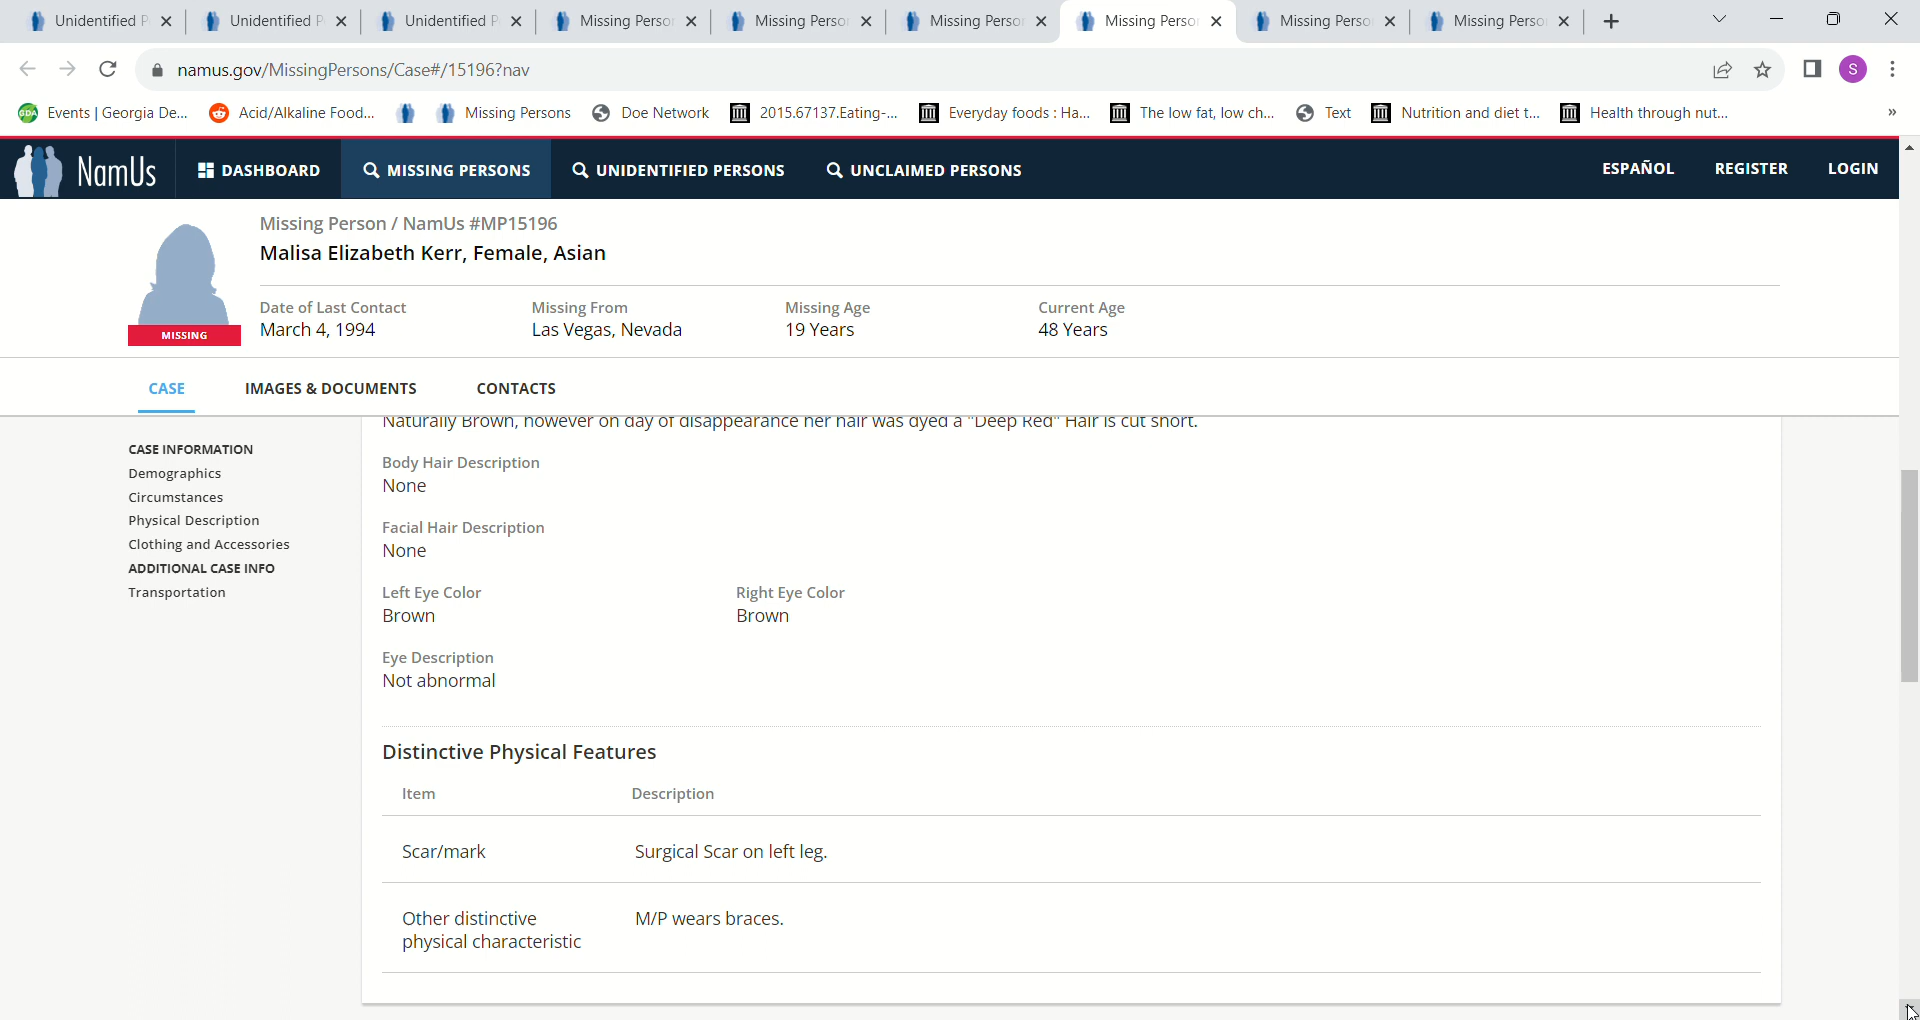 Unidentified P
Unidentified P
Unidentified P
Missing Perso
Missing Perso
Missing Perso
Missing Perso
Missing Perso
Missing Perso
namus.gov/MissingPersons/Case#/15196?nav
S
GDA Events | Georgia De...
Acid/Alkaline Food...
Missing Persons
Doe Network
2015.67137.Eating-...
Everyday foods : Ha...
The low fat, low ch...
Text
Nutrition and diet t...
Health through nut...
»
NamUs
DASHBOARD
MISSING PERSONS
UNIDENTIFIED PERSONS
UNCLAIMED PERSONS
ESPAÑOL
REGISTER
LOGIN
Missing Person / NamUs #MP15196
Malisa Elizabeth Kerr, Female, Asian
MISSING
Date of Last Contact
March 4, 1994
Missing From
Las Vegas, Nevada
Missing Age
19 Years
Current Age
48 Years
CASE
IMAGES & DOCUMENTS
CONTACTS
CASE INFORMATION
Demographics
Circumstances
Physical Description
Clothing and Accessories
ADDITIONAL CASE INFO
Transportation
Naturally Brown, however on day of disappearance her hair was dyed a "Deep Red" Hair is cut short.
Body Hair Description
None
Facial Hair Description
None
Left Eye Color
Brown
Right Eye Color
Brown
Eye Description
Not abnormal
Distinctive Physical Features
Item
Description
Scar/mark
Surgical Scar on left leg.
Other distinctive
physical characteristic
M/P wears braces.